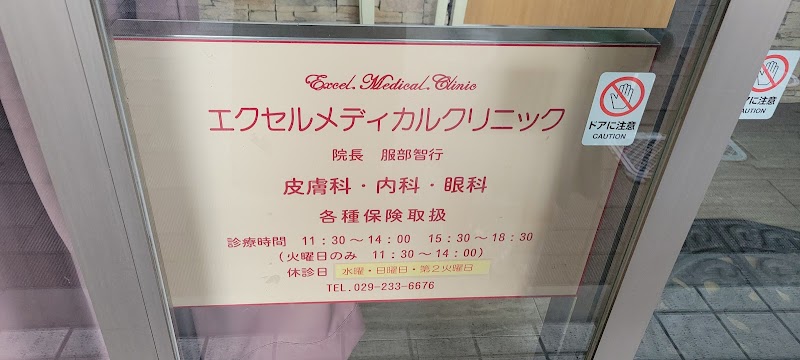 Excel. Medical. Clinic
エクセルメディカルクリニック
院長 服部智行
皮膚科・内科・眼科
各種保険取扱
診療時間 11:30～14:00 15:30～18:30
(火曜日のみ 11:30～14:00)
休診日 水曜・日曜日・第2火曜日
TEL.029-233-6676
ドアに注意
CAUTION
アに注意
AUTION